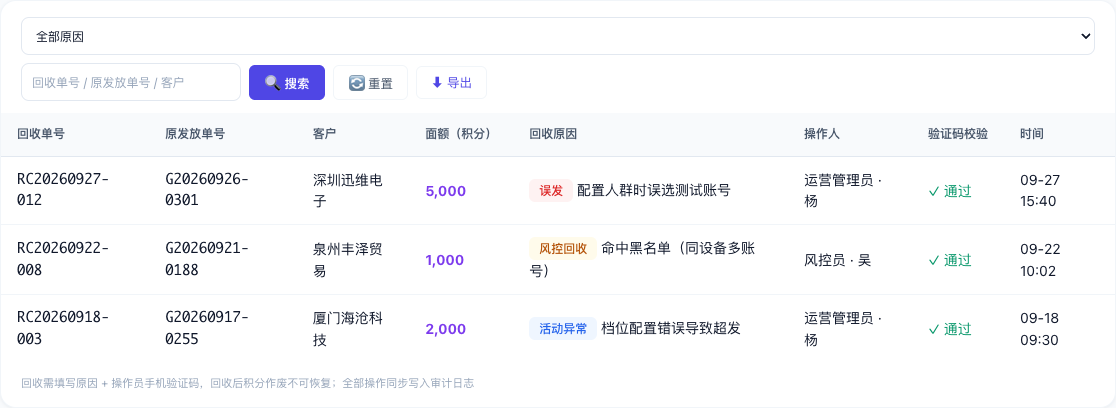 全部原因
回收单号 / 原发放单号 / 客户
搜索
重置
导出
回收单号 原发放单号 客户 面额（积分） 回收原因 操作人 验证码校验 时间
RC20260927-012 G20260926-0301 深圳迅维电子 5,000 误发 配置人群时误选测试账号 运营管理员 · 杨 ✓ 通过 09-27 15:40
RC20260922-008 G20260921-0188 泉州丰泽贸易 1,000 风控回收 命中黑名单（同设备多账号） 风控员 · 吴 ✓ 通过 09-22 10:02
RC20260918-003 G20260917-0255 厦门海沧科技 2,000 活动异常 档位配置错误导致超发 运营管理员 · 杨 ✓ 通过 09-18 09:30
回收需填写原因 + 操作员手机验证码，回收后积分作废不可恢复；全部操作同步写入审计日志